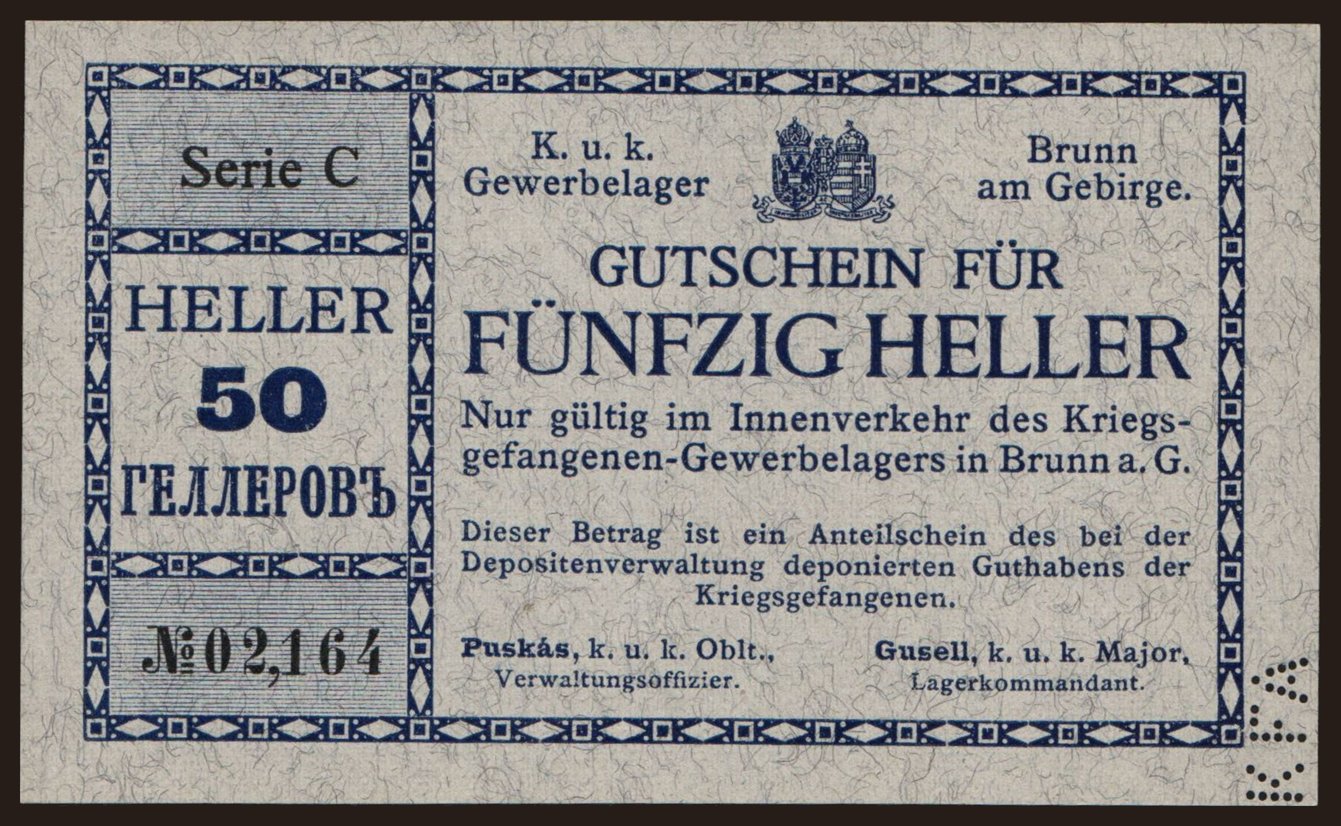 Serie C
HELLER
50
ГЕЛЛЕРОВЪ
№ 02,164
K. u. k.
Gewerbelager
Brunn
am Gebirge.
GUTSCHEIN FÜR
FÜNFZIG HELLER
Nur gültig im Innenverkehr des Kriegs-
gefangenen-Gewerbelagers in Brunn a. G.
Dieser Betrag ist ein Anteilschein des bei der
Depositenverwaltung deponierten Guthabens der
Kriegsgefangenen.
Puskás, k. u. k. Oblt.,
Verwaltungsoffizier.
Gusell, k. u. k. Major,
Lagerkommandant.